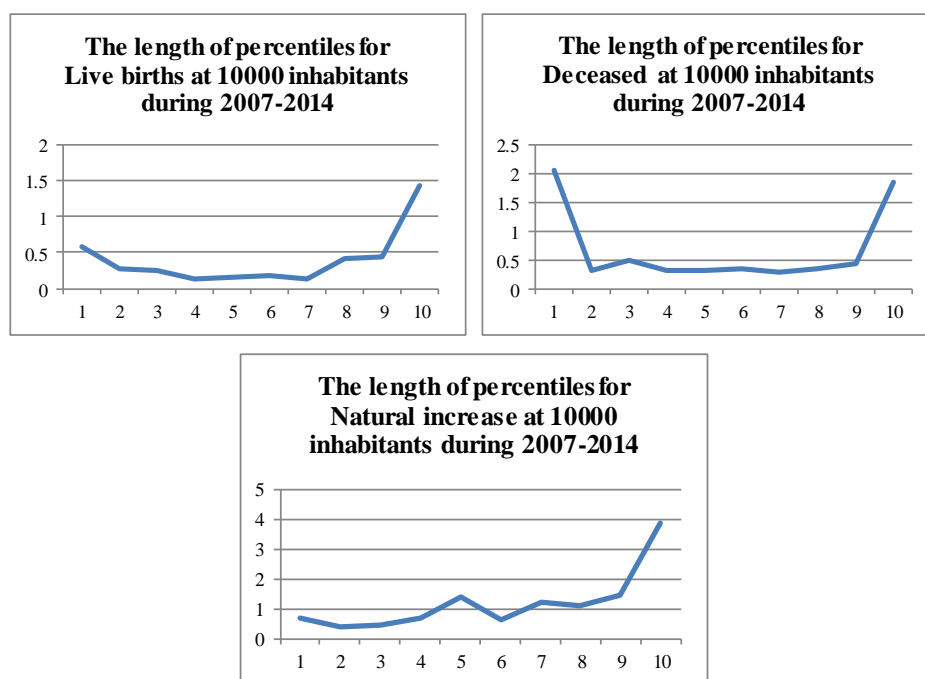 The length of percentiles for
Live births at 10000 inhabitants
during 2007-2014
2
1.5
1
0.5
0
1 2 3 4 5 6 7 8 9 10
The length of percentiles for
Deceased at 10000 inhabitants
during 2007-2014
2.5
2
1.5
1
0.5
0
1 2 3 4 5 6 7 8 9 10
The length of percentiles for
Natural increase at 10000
inhabitants during 2007-2014
5
4
3
2
1
0
1 2 3 4 5 6 7 8 9 10